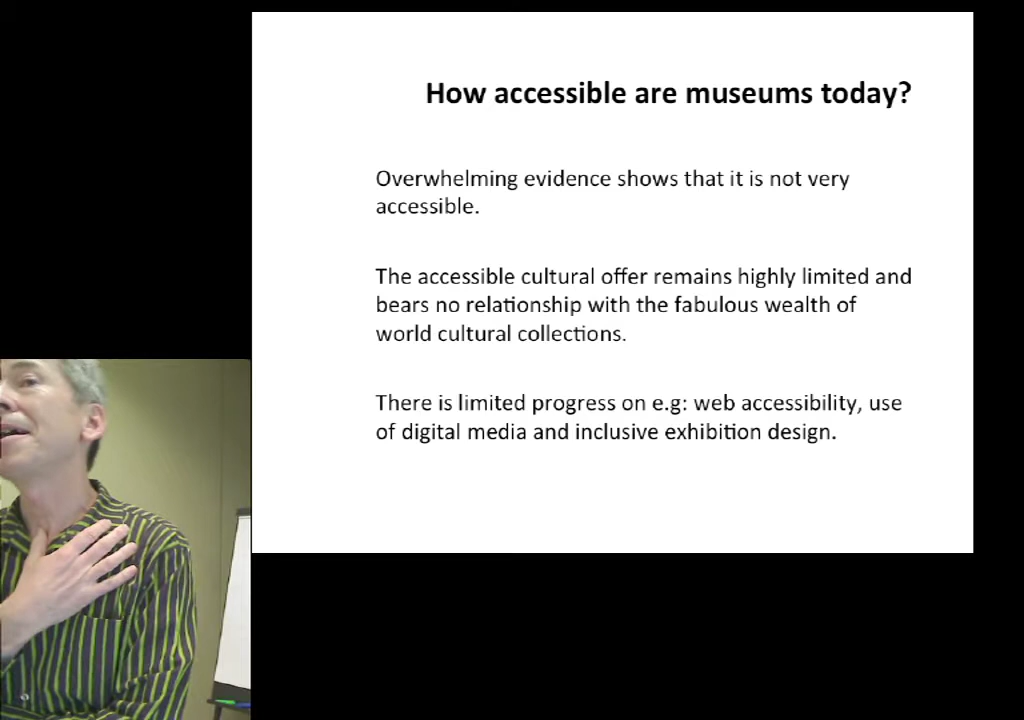 How accessible are museums today?
Overwhelming evidence shows that it is not very
accessible.
The accessible cultural offer remains highly limited and
bears no relationship with the fabulous wealth of
world cultural collections.
There is limited progress on e.g: web accessibility, use
of digital media and inclusive exhibition design.